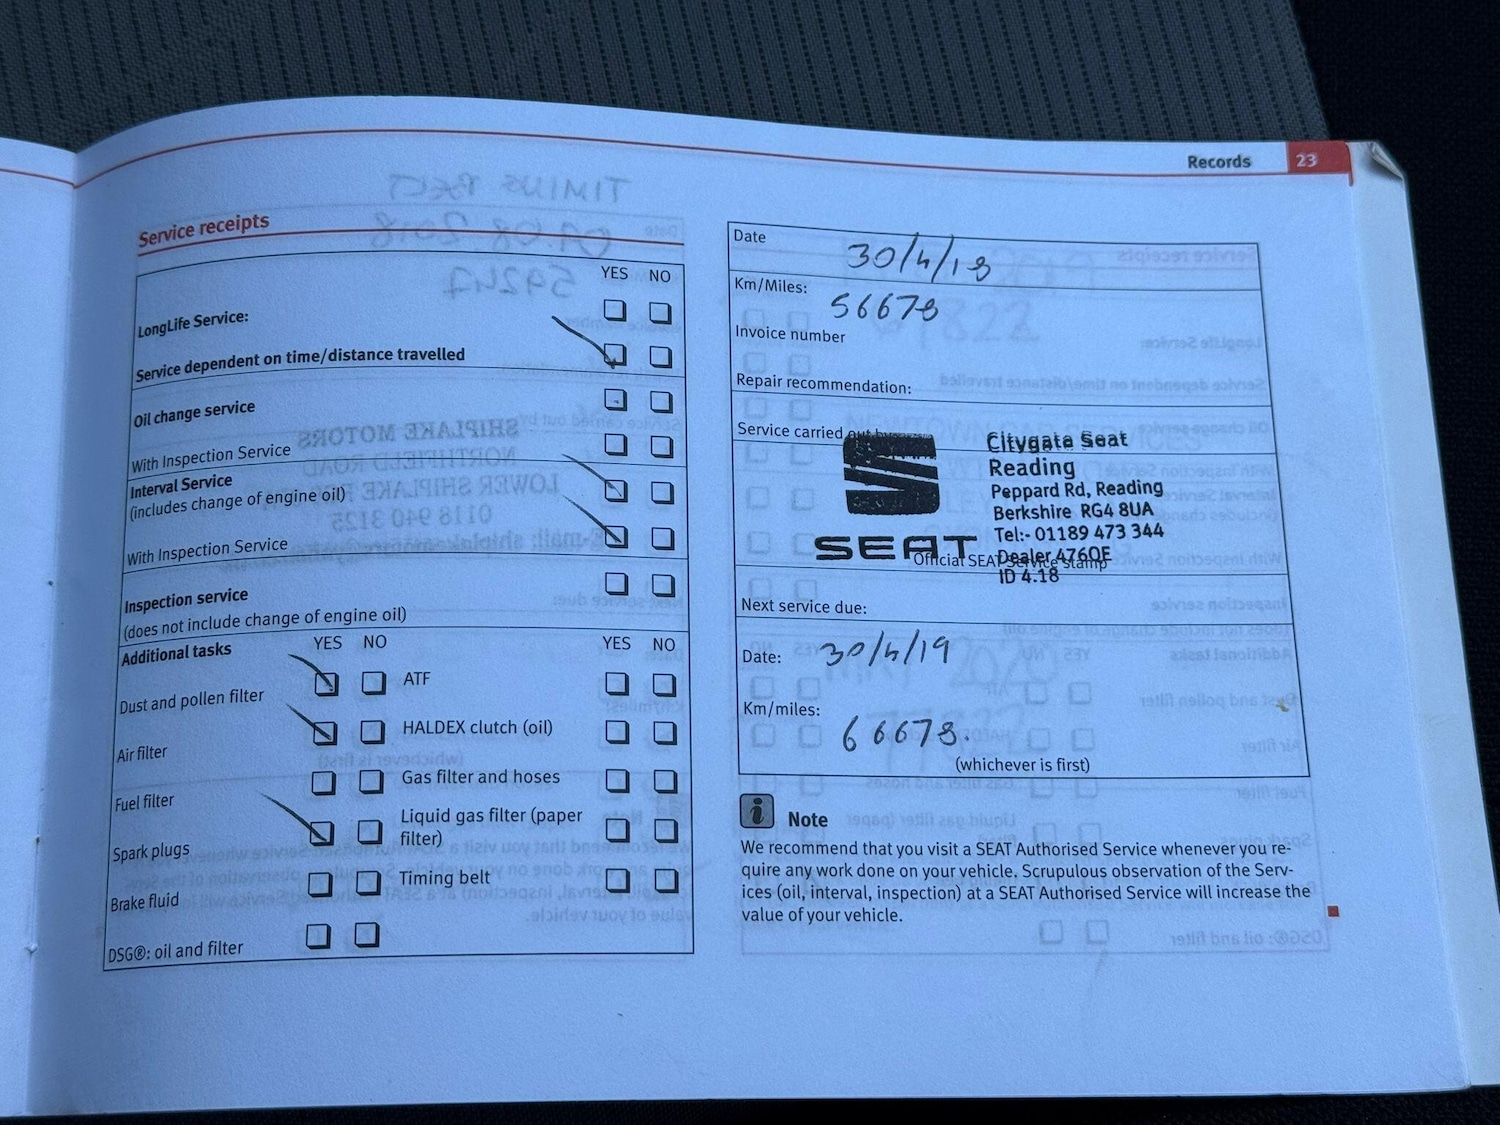 Records 23
Service receipts
YES NO
LongLife Service:
Service dependent on time/distance travelled
Oil change service
With Inspection Service
Interval Service
(includes change of engine oil)
With Inspection Service
Inspection service
(does not include change of engine oil)
Additional tasks YES NO YES NO
Dust and pollen filter ATF
Air filter HALDEX clutch (oil)
Fuel filter Gas filter and hoses
Spark plugs Liquid gas filter (paper
filter)
Brake fluid Timing belt
DSG®: oil and filter
Date 30/4/18
Km/Miles: 56678
Invoice number
Repair recommendation:
Service carried out by
Citygate Seat
Reading
Peppard Rd, Reading
Berkshire RG4 8UA
Tel:- 01189 473 344
Dealer 476QE
ID 4.18
SEAT
Official SEAT Service stamp
Next service due:
Date: 30/4/19
Km/miles: 66678.
(whichever is first)
i Note
We recommend that you visit a SEAT Authorised Service whenever you re-
quire any work done on your vehicle. Scrupulous observation of the Serv-
ices (oil, interval, inspection) at a SEAT Authorised Service will increase the
value of your vehicle.